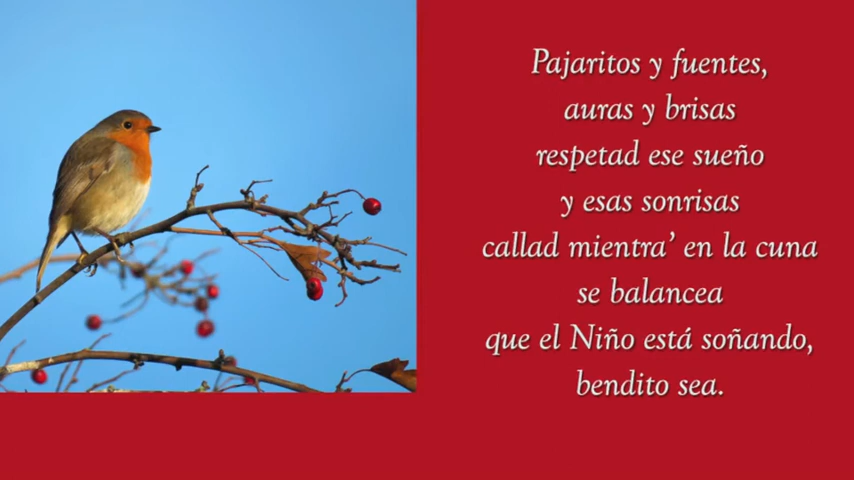 Pajaritos y fuentes,
auras y brisas
respetad ese sueño
y esas sonrisas
callad mientra’ en la cuna
se balancea
que el Niño está soñando,
bendito sea.